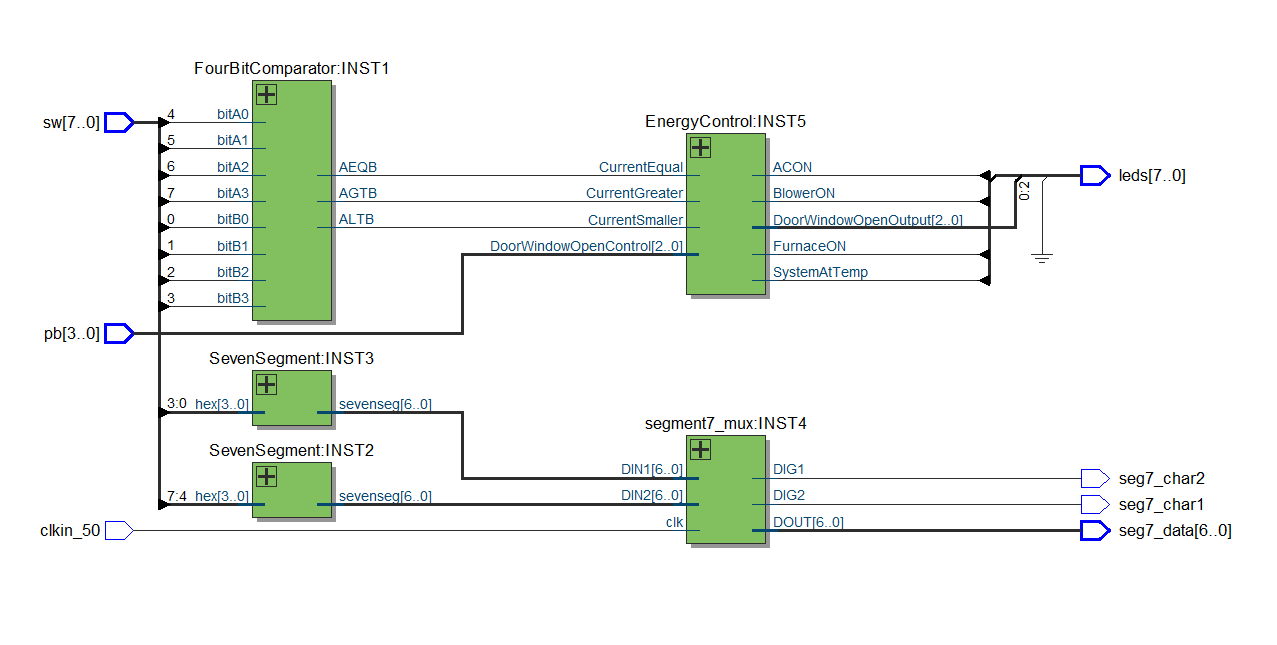 FourBitComparator:INST1
sw[7..0]
4 bitA0
5 bitA1
6 bitA2
7 bitA3
0 bitB0
1 bitB1
2 bitB2
3 bitB3
AEQB
AGTB
ALTB
EnergyControl:INST5
CurrentEqual
CurrentGreater
CurrentSmaller
DoorWindowOpenControl[2..0]
ACON
BlowerON
DoorWindowOpenOutput[2..0]
FurnaceON
SystemAtTemp
0:2
leds[7..0]
pb[3..0]
SevenSegment:INST3
3:0 hex[3..0]
sevenseg[6..0]
SevenSegment:INST2
7:4 hex[3..0]
sevenseg[6..0]
clkin_50
segment7_mux:INST4
DIN1[6..0]
DIN2[6..0]
clk
DIG1
DIG2
DOUT[6..0]
seg7_char2
seg7_char1
seg7_data[6..0]